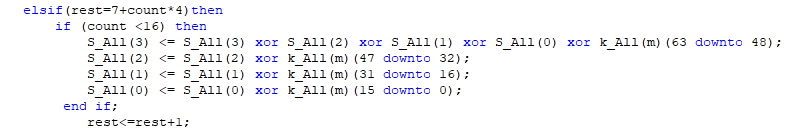 elsif(rest=7+count*4)then
if (count <16) then
S_All(3) <= S_All(3) xor S_All(2) xor S_All(1) xor S_All(0) xor k_All(m)(63 downto 48);
S_All(2) <= S_All(2) xor k_All(m)(47 downto 32);
S_All(1) <= S_All(1) xor k_All(m)(31 downto 16);
S_All(0) <= S_All(0) xor k_All(m)(15 downto 0);
end if;
rest<=rest+1;